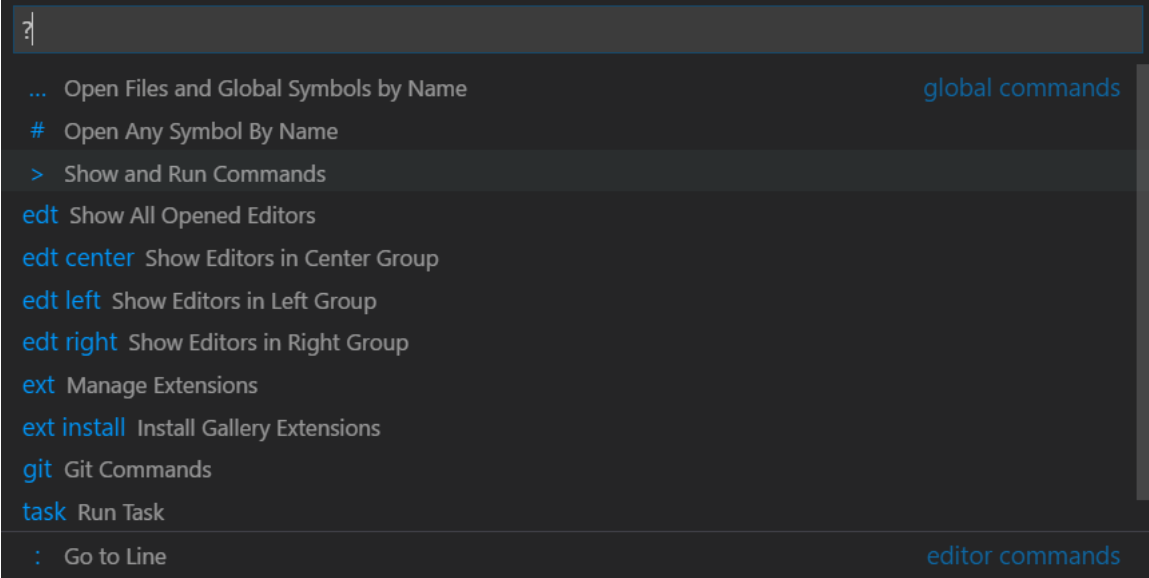 ?
... Open Files and Global Symbols by Name global commands
# Open Any Symbol By Name
> Show and Run Commands
edt Show All Opened Editors
edt center Show Editors in Center Group
edt left Show Editors in Left Group
edt right Show Editors in Right Group
ext Manage Extensions
ext install Install Gallery Extensions
git Git Commands
task Run Task
: Go to Line editor commands